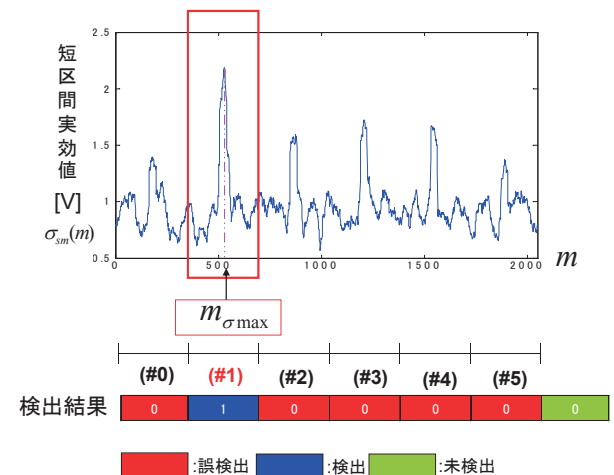 短区間実効値
[V]
σsm(m)
2.5
2
1.5
1
0.5
0 500 1000 1500 2000
m
mσmax
(#0) (#1) (#2) (#3) (#4) (#5)
検出結果 0 1 0 0 0 0 0
:誤検出 :検出 :未検出